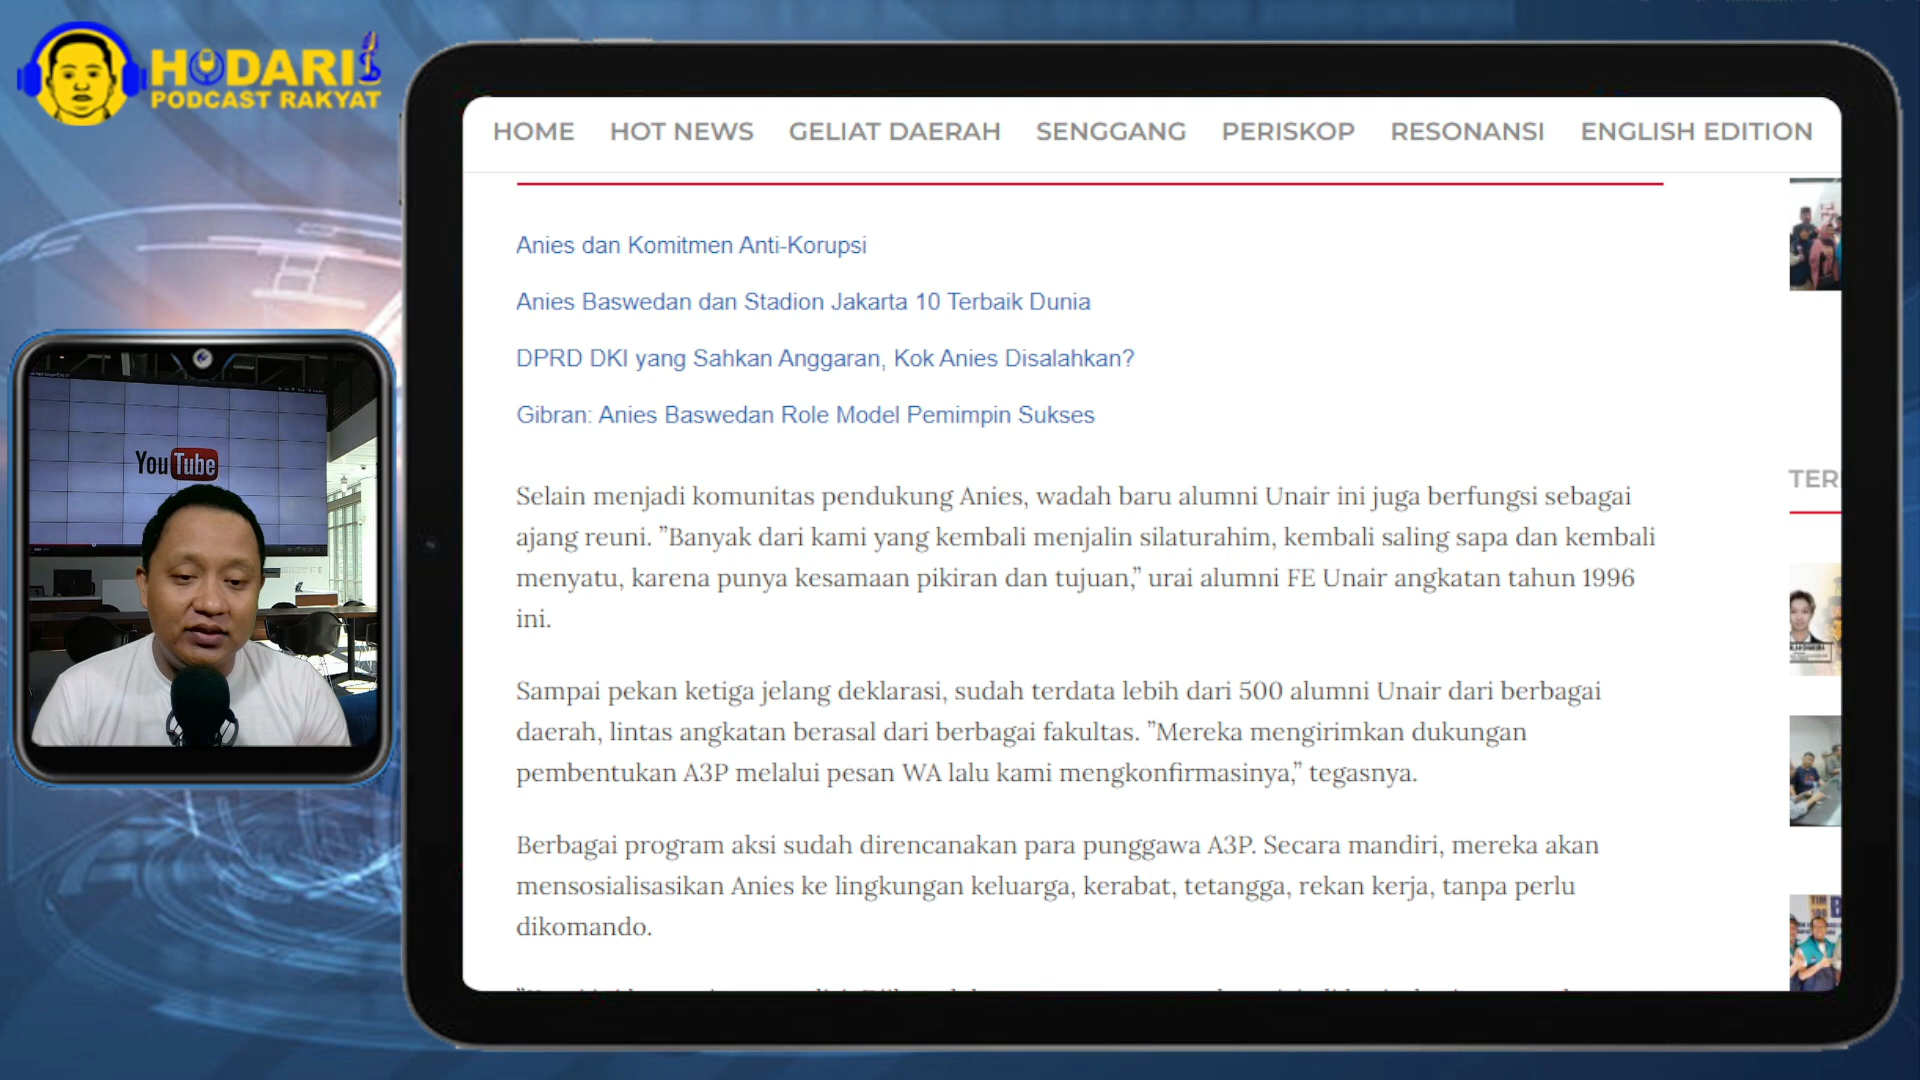 HODARI
PODCAST RAKYAT
HOME HOT NEWS GELIAT DAERAH SENGGANG PERISKOP RESONANSI ENGLISH EDITION
Anies dan Komitmen Anti-Korupsi
Anies Baswedan dan Stadion Jakarta 10 Terbaik Dunia
DPRD DKI yang Sahkan Anggaran, Kok Anies Disalahkan?
Gibran: Anies Baswedan Role Model Pemimpin Sukses
Selain menjadi komunitas pendukung Anies, wadah baru alumni Unair ini juga berfungsi sebagai
ajang reuni. ”Banyak dari kami yang kembali menjalin silaturahim, kembali saling sapa dan kembali
menyatu, karena punya kesamaan pikiran dan tujuan,” urai alumni FE Unair angkatan tahun 1996
ini.
Sampai pekan ketiga jelang deklarasi, sudah terdata lebih dari 500 alumni Unair dari berbagai
daerah, lintas angkatan berasal dari berbagai fakultas. ”Mereka mengirimkan dukungan
pembentukan A3P melalui pesan WA lalu kami mengkonfirmasinya,” tegasnya.
Berbagai program aksi sudah direncanakan para punggawa A3P. Secara mandiri, mereka akan
mensosialisasikan Anies ke lingkungan keluarga, kerabat, tetangga, rekan kerja, tanpa perlu
dikomando.
TER
YouTube